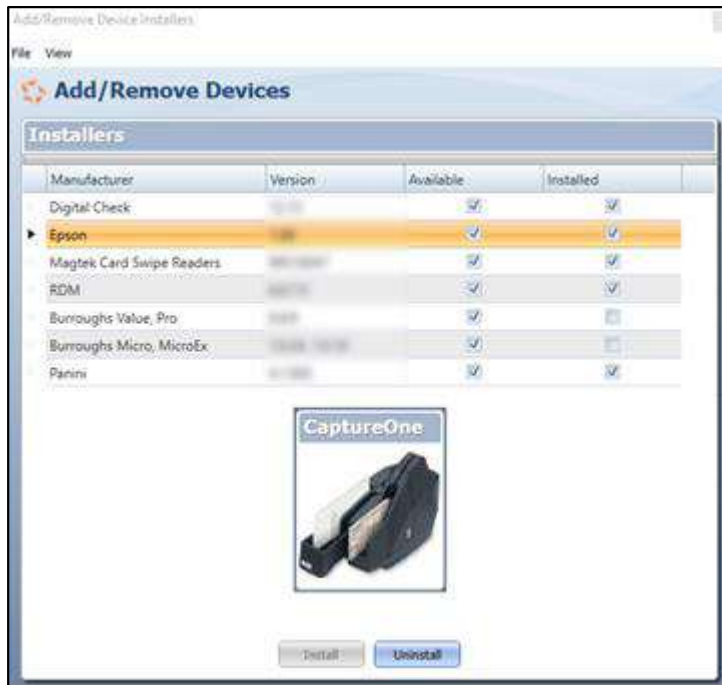 Add/Remove Device Installers
File View
Add/Remove Devices
Installers
Manufacturer Version Available Installed
Digital Check
Epson
Magtek Card Swipe Readers
RDM
Burroughs Value, Pro
Burroughs Micro, MicroEx
Panini
CaptureOne
Install Uninstall